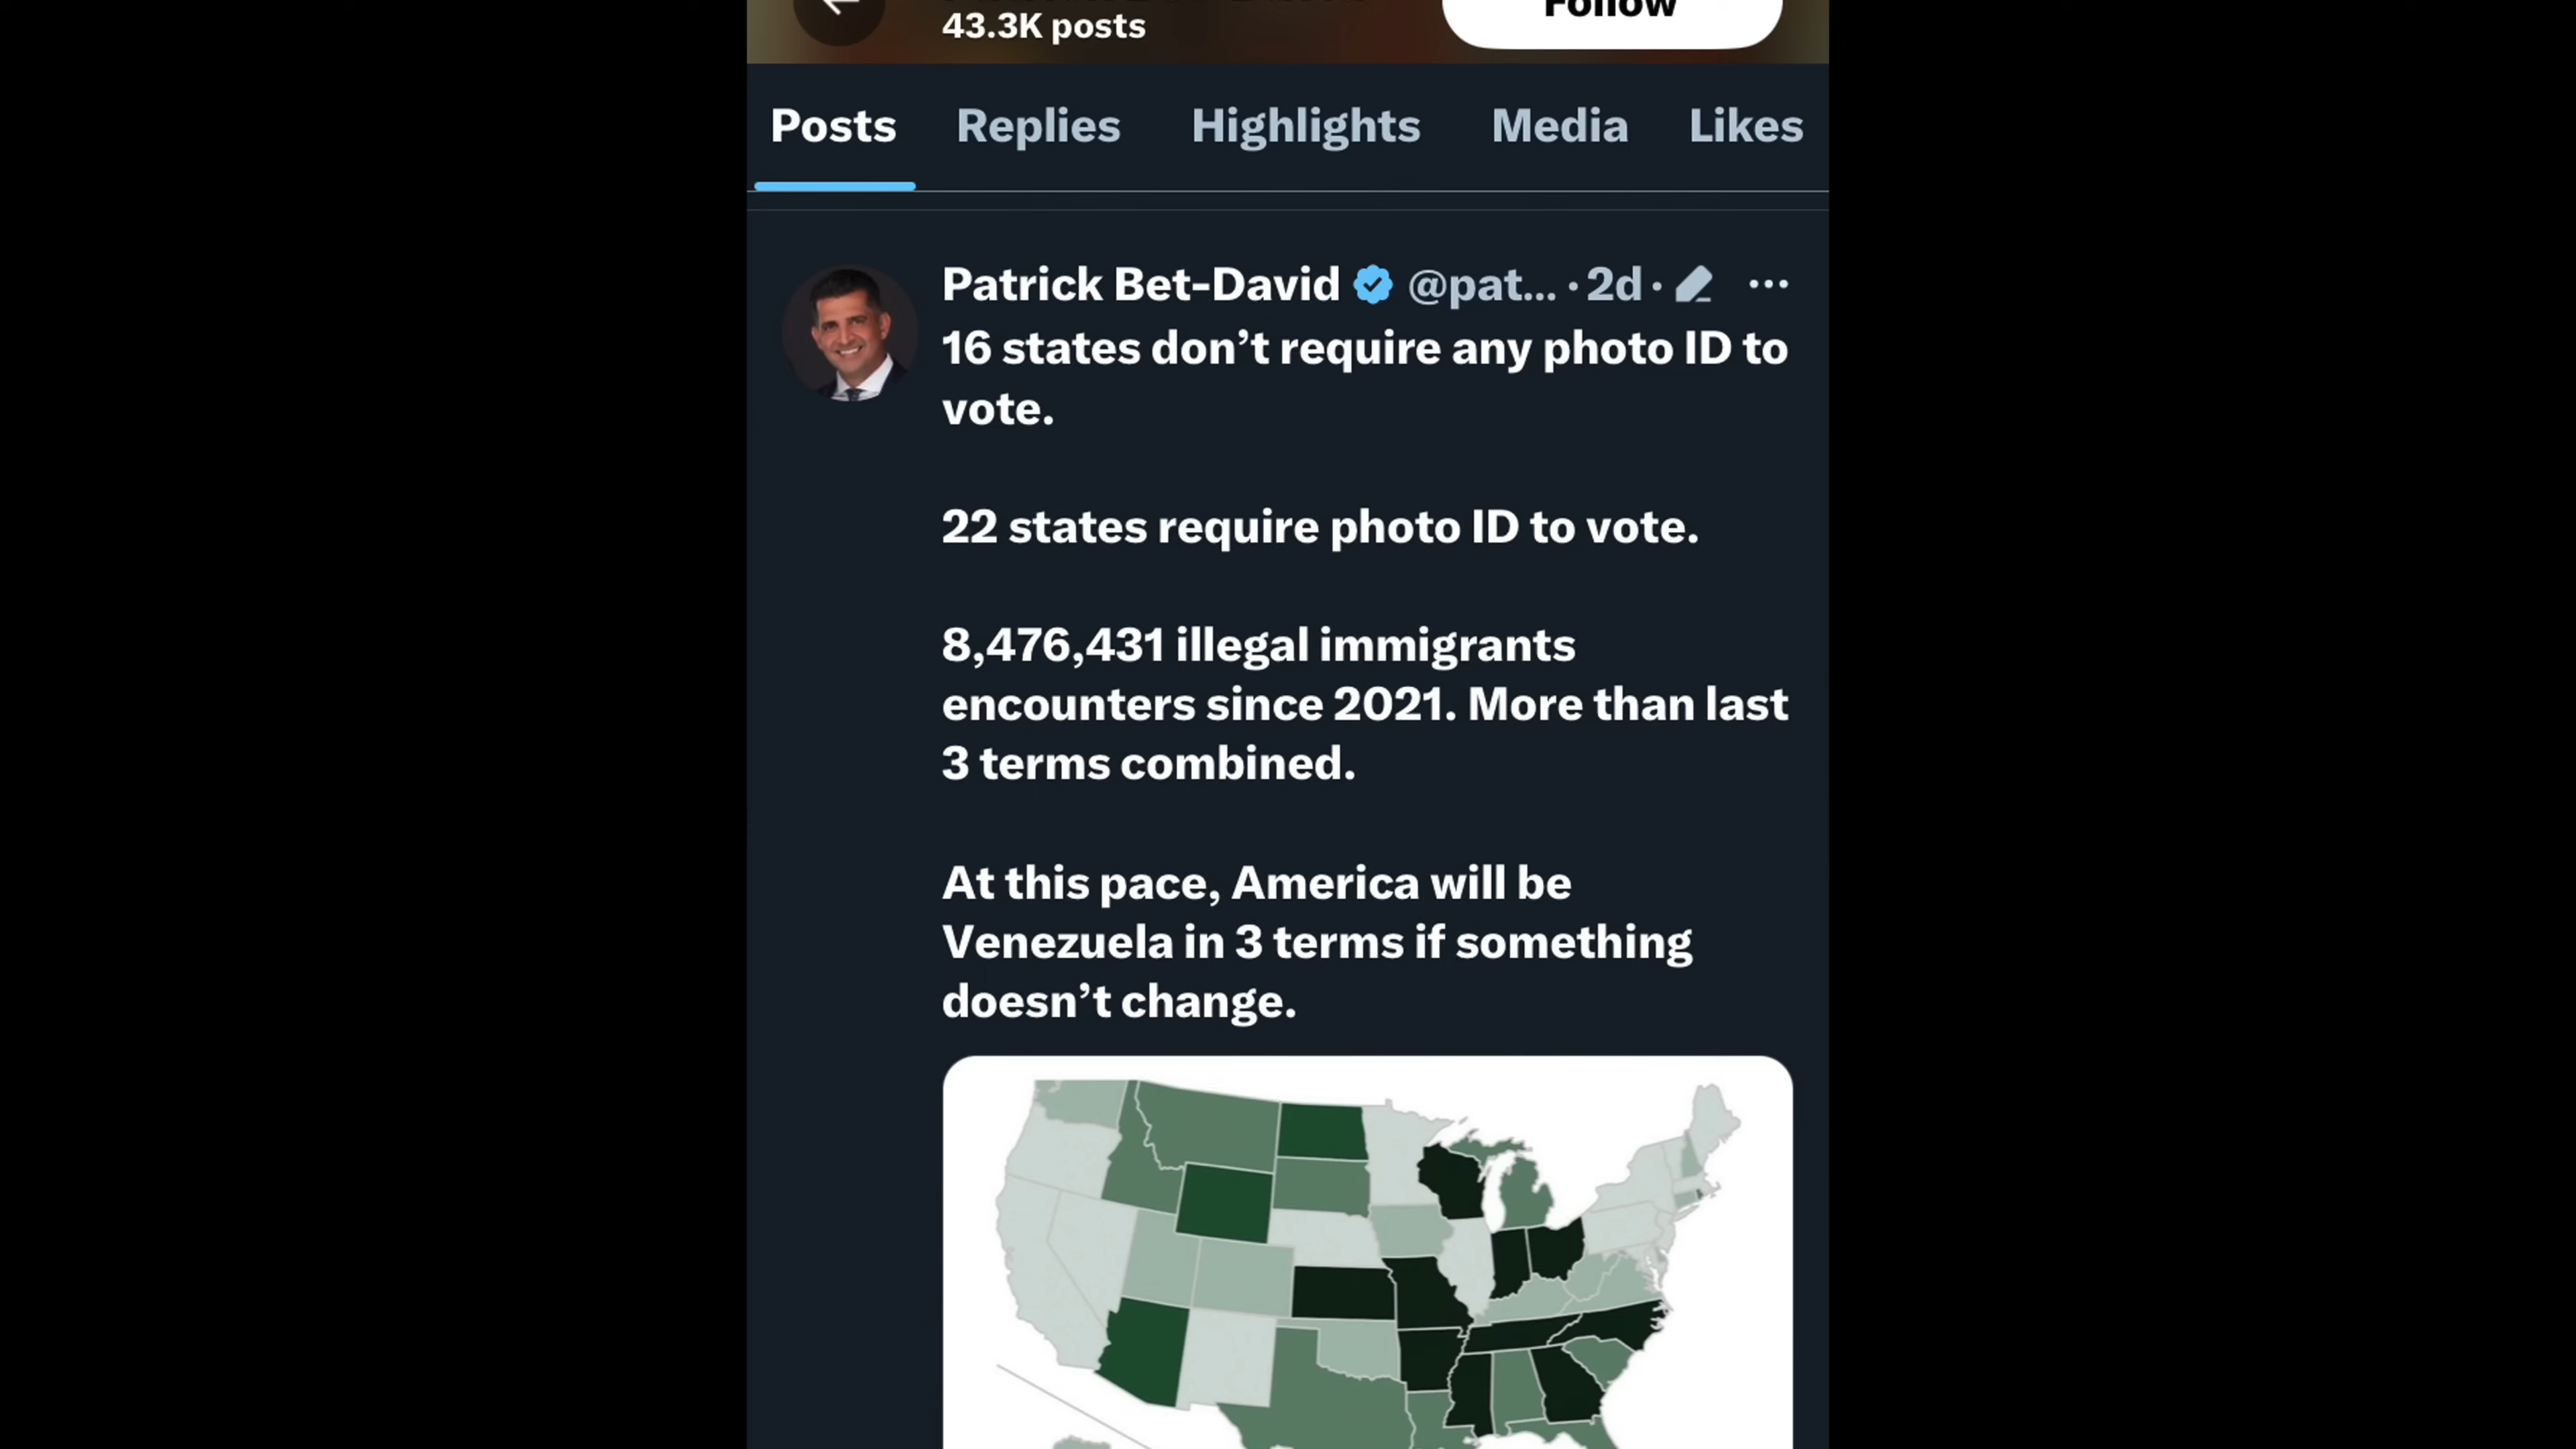 43.3K posts
Follow
Posts Replies Highlights Media Likes
Patrick Bet-David @pat... · 2d ·
16 states don’t require any photo ID to
vote.
22 states require photo ID to vote.
8,476,431 illegal immigrants
encounters since 2021. More than last
3 terms combined.
At this pace, America will be
Venezuela in 3 terms if something
doesn’t change.